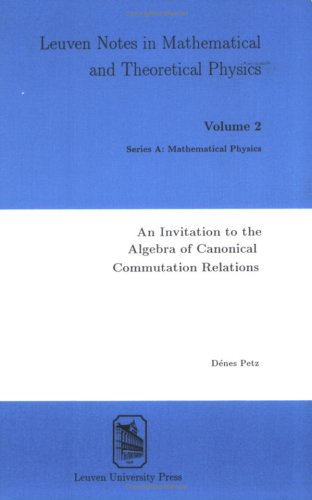 Leuven Notes in Mathematical
and Theoretical Physics
Volume 2
Series A: Mathematical Physics
An Invitation to the
Algebra of Canonical
Commutation Relations
Dénes Petz
Leuven University Press